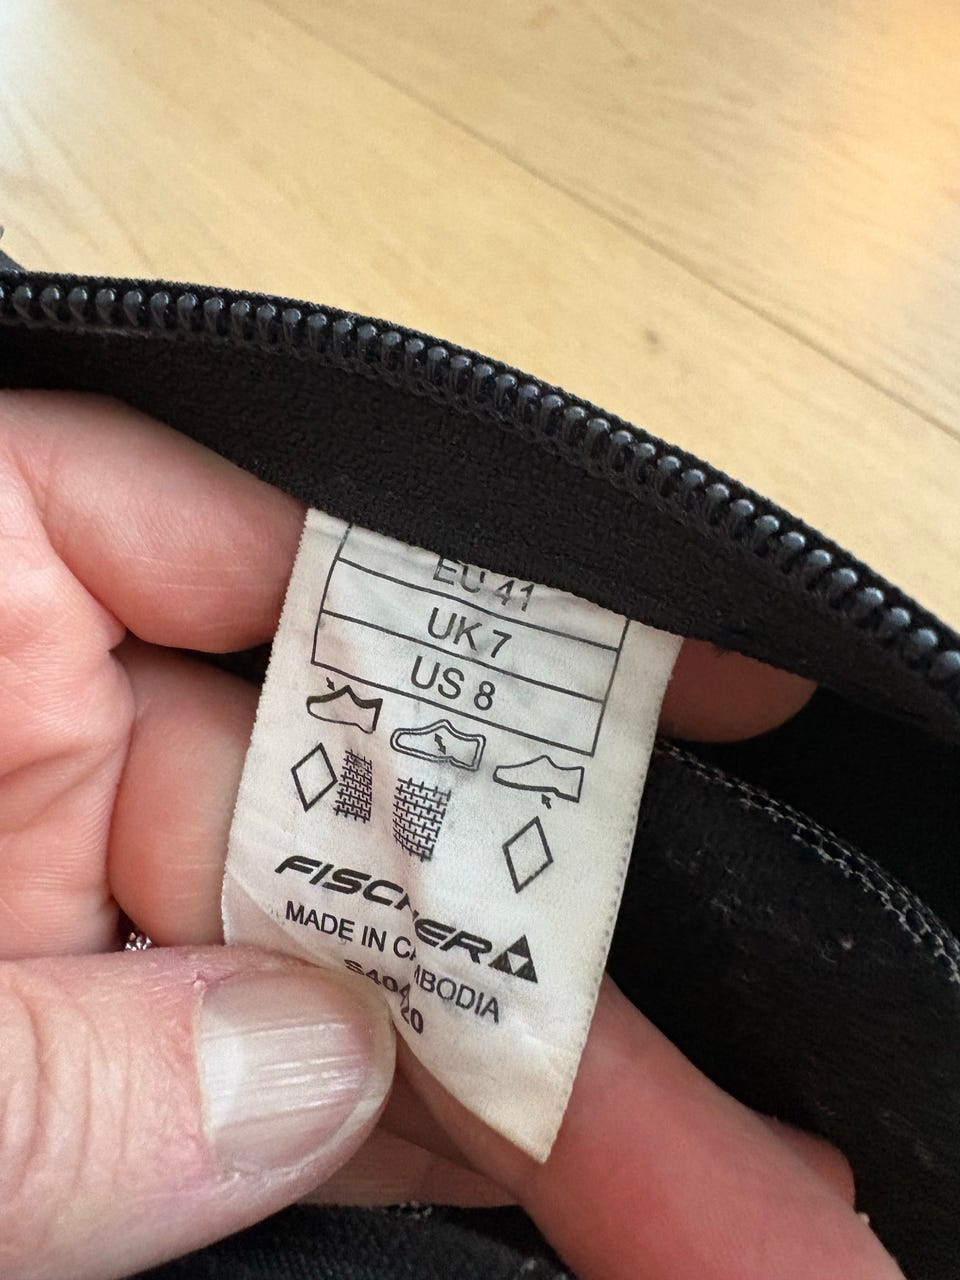 EU 41
UK 7
US 8
FISCHER
MADE IN CAMBODIA